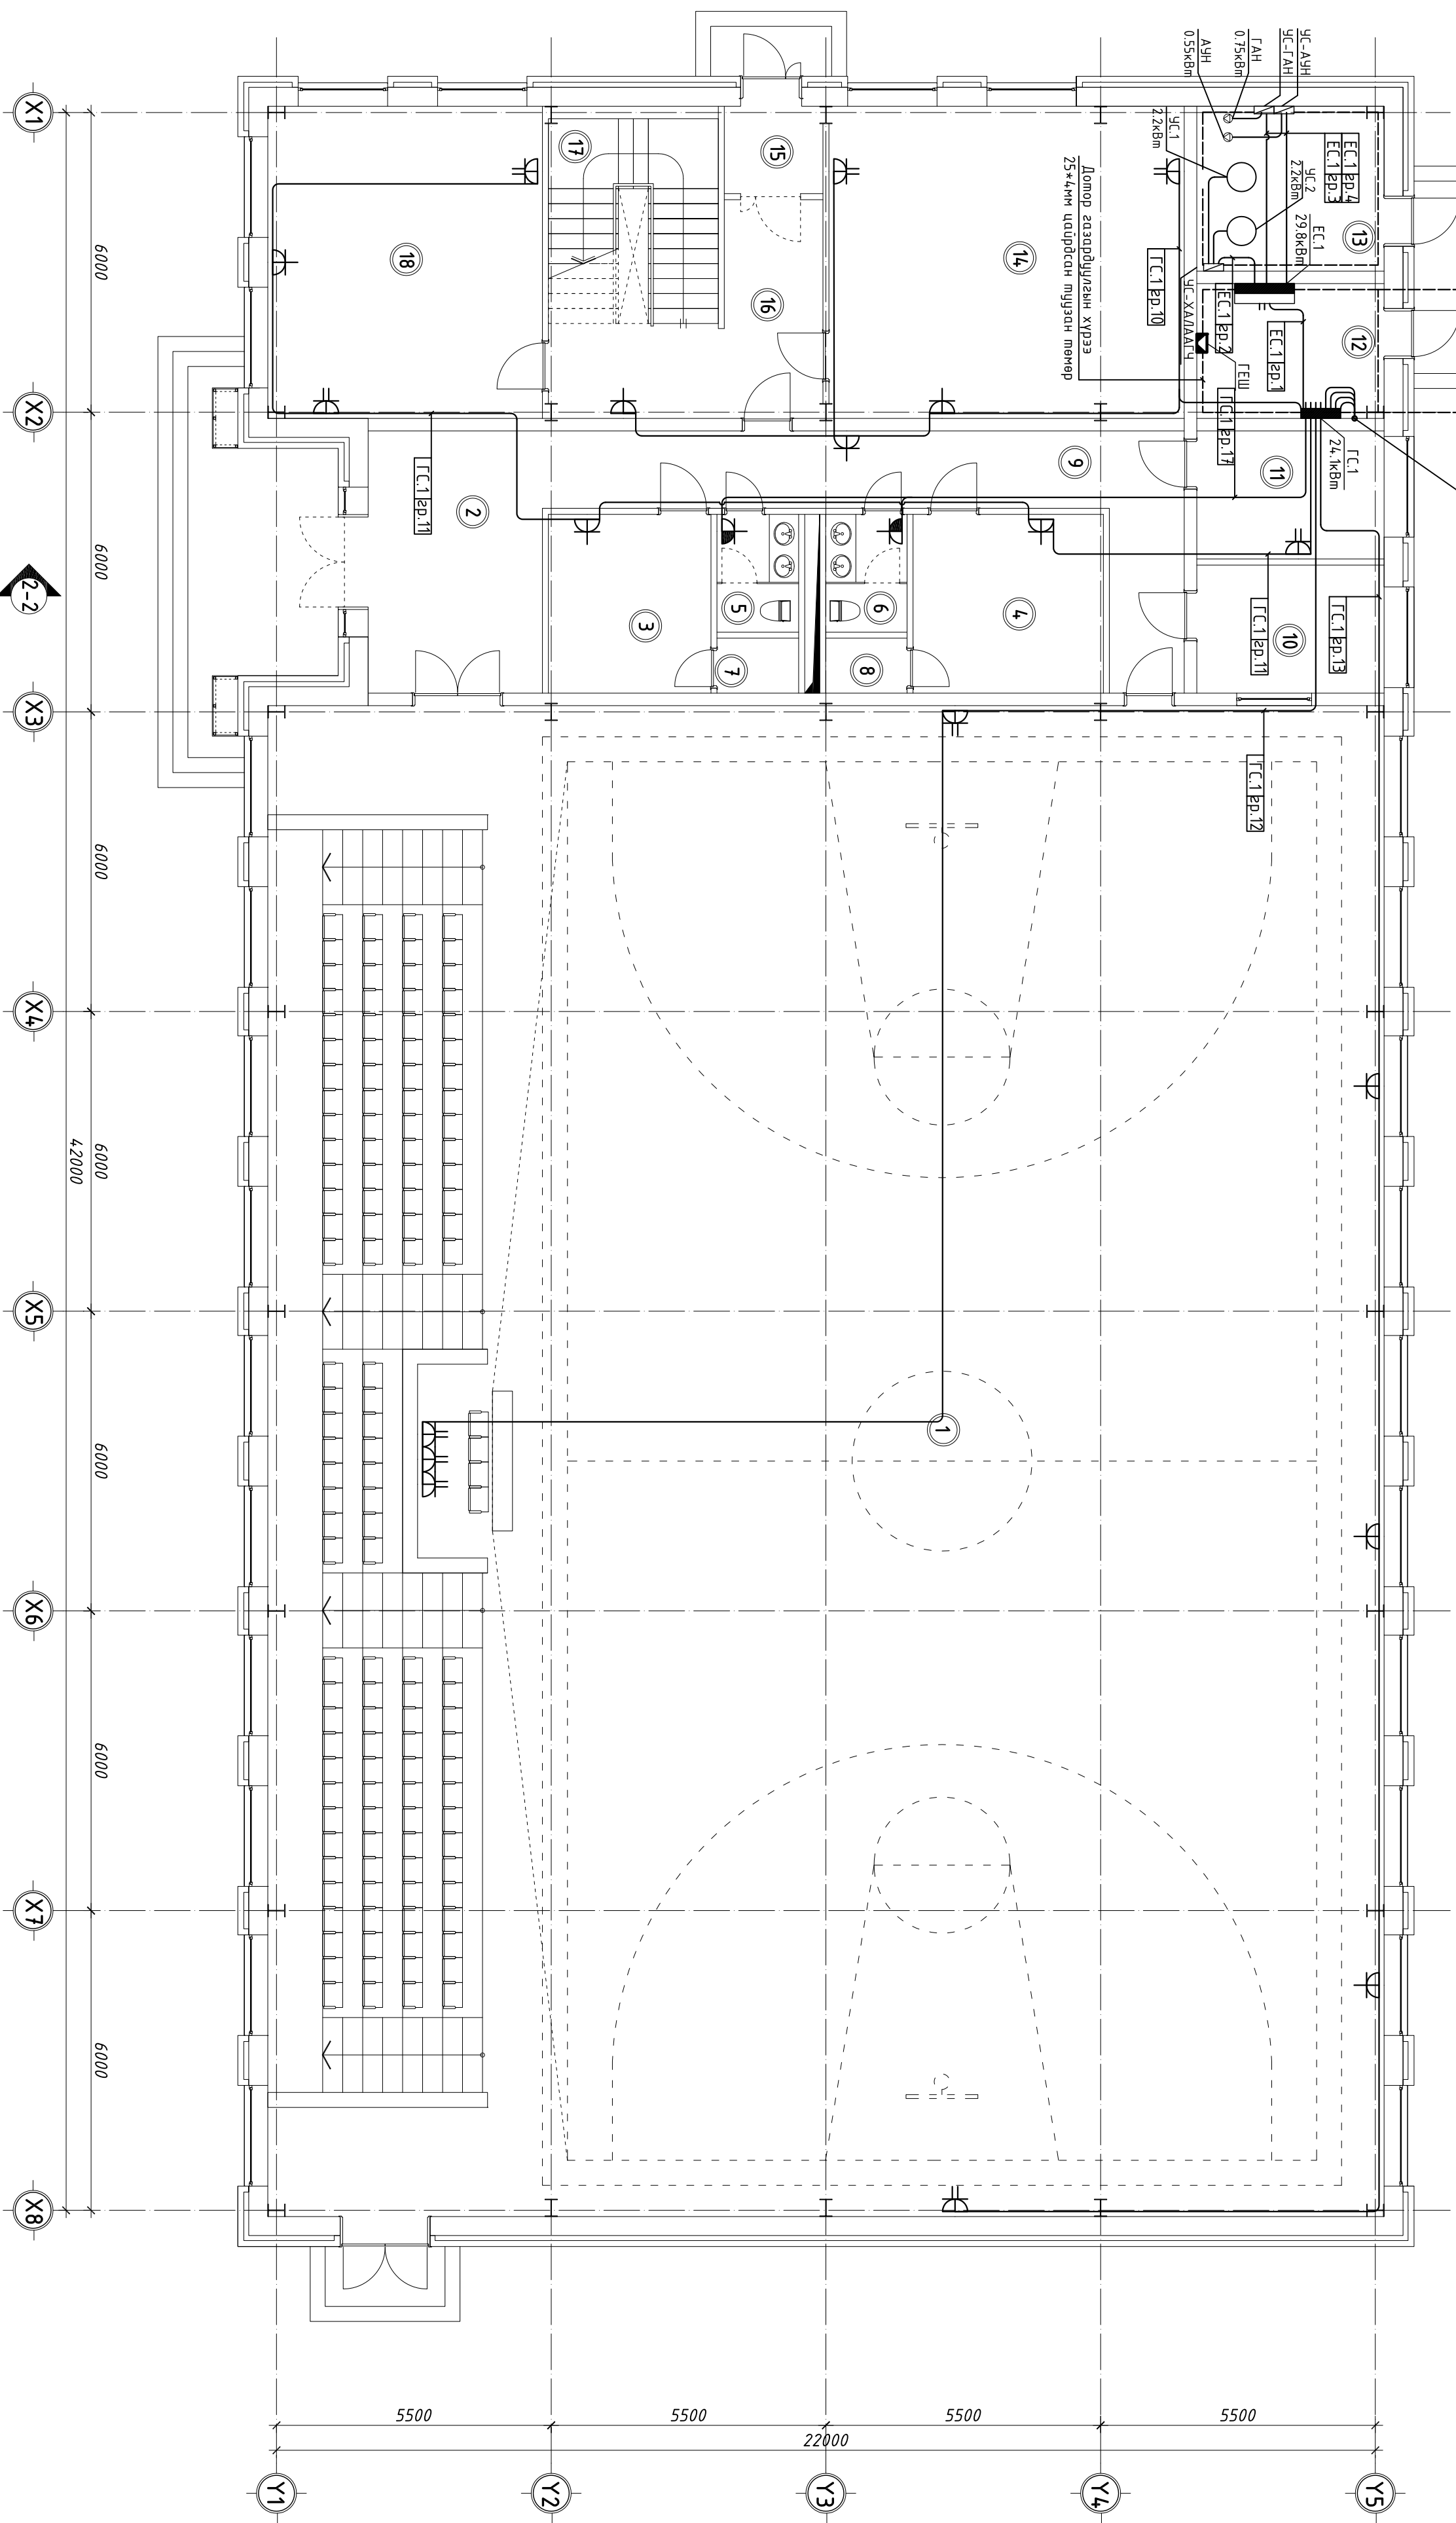 УС-АУН
УС-ГАН
ГАН
0.75кВт
АУН
0.55кВт
УС.1
2.2кВт
ЕС.1 гр.4
ЕС.1 гр.3
УС.2
2.2кВт
ЕС.1
29.8кВт
13
12
ЕС.1 гр.2
ЕС.1 гр.1
УС-ХАЛААГЧ
ГЕШ
ГС.1 гр.10
Дотор газардуулгын хүрээ
25*4мм цайрдсан туузан төмөр
ГС.1 гр.17
ГС.1
24.1кВт
14
15
16
17
18
11
9
2
ГС.1 гр.11
ГС.1 гр.13
ГС.1 гр.11
10
3
4
5
6
7
8
ГС.1 гр.12
1
6000
6000
6000
6000
6000
6000
6000
42000
X1
X2
2-2
X3
X4
X5
X6
X7
X8
5500
5500
5500
5500
22000
Y1
Y2
Y3
Y4
Y5